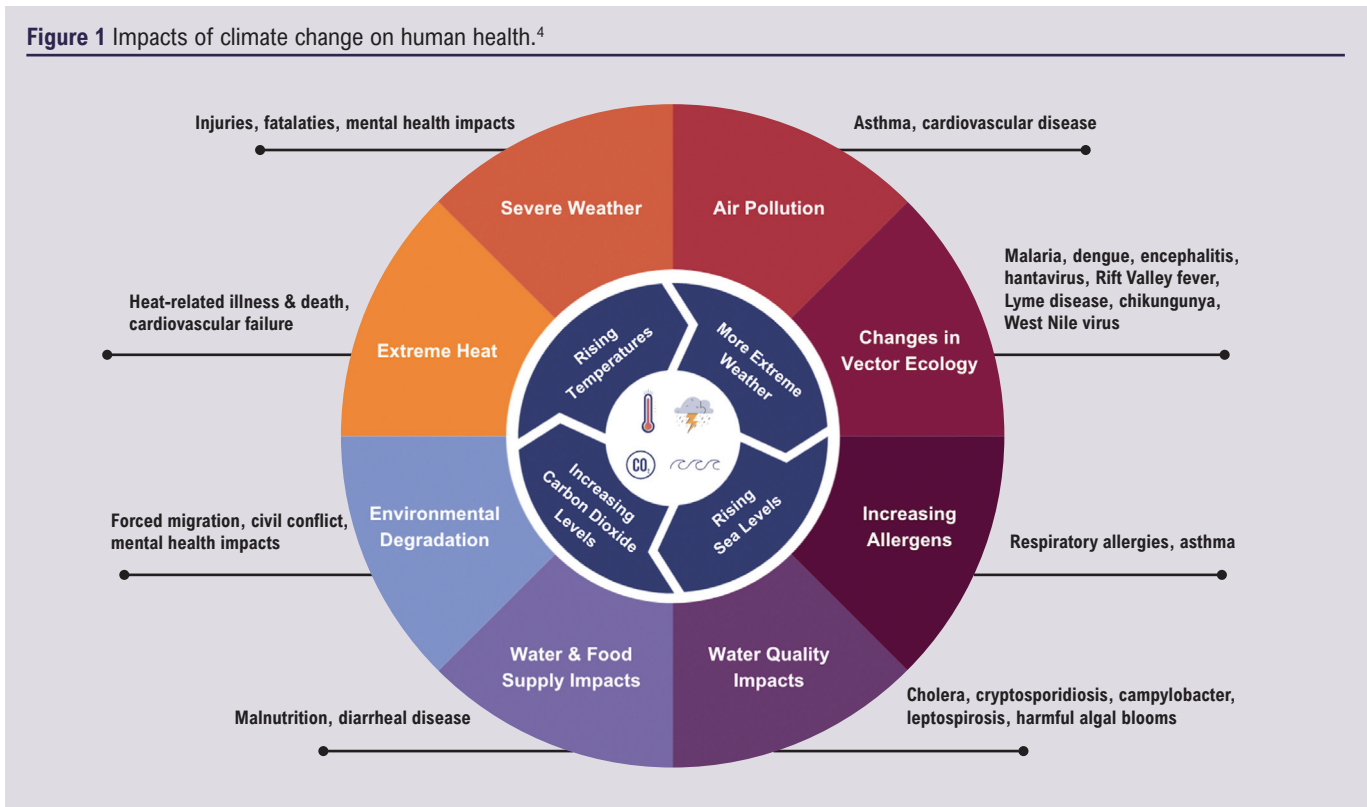 Figure 1 Impacts of climate change on human health.4
Injuries, fatalaties, mental health impacts
Asthma, cardiovascular disease
Severe Weather
Air Pollution
Malaria, dengue, encephalitis,
hantavirus, Rift Valley fever,
Lyme disease, chikungunya,
West Nile virus
Heat-related illness & death,
cardiovascular failure
Extreme Heat
Changes in
Vector Ecology
Rising
Temperatures
More Extreme
Weather
CO2
Increasing
Carbon Dioxide
Levels
Rising
Sea Levels
Environmental
Degradation
Increasing
Allergens
Forced migration, civil conflict,
mental health impacts
Respiratory allergies, asthma
Water & Food
Supply Impacts
Water Quality
Impacts
Malnutrition, diarrheal disease
Cholera, cryptosporidiosis, campylobacter,
leptospirosis, harmful algal blooms